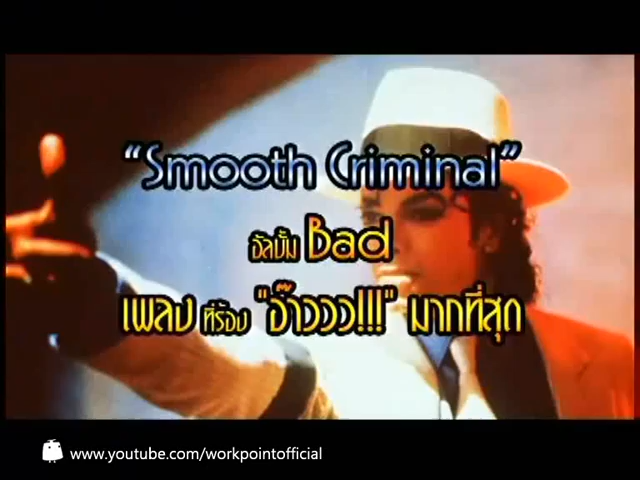 “Smooth Criminal”
อัลบั้ม Bad
เพลง ที่ร้อง "อ๊าววว!!!" มากที่สุด
www.youtube.com/workpointofficial